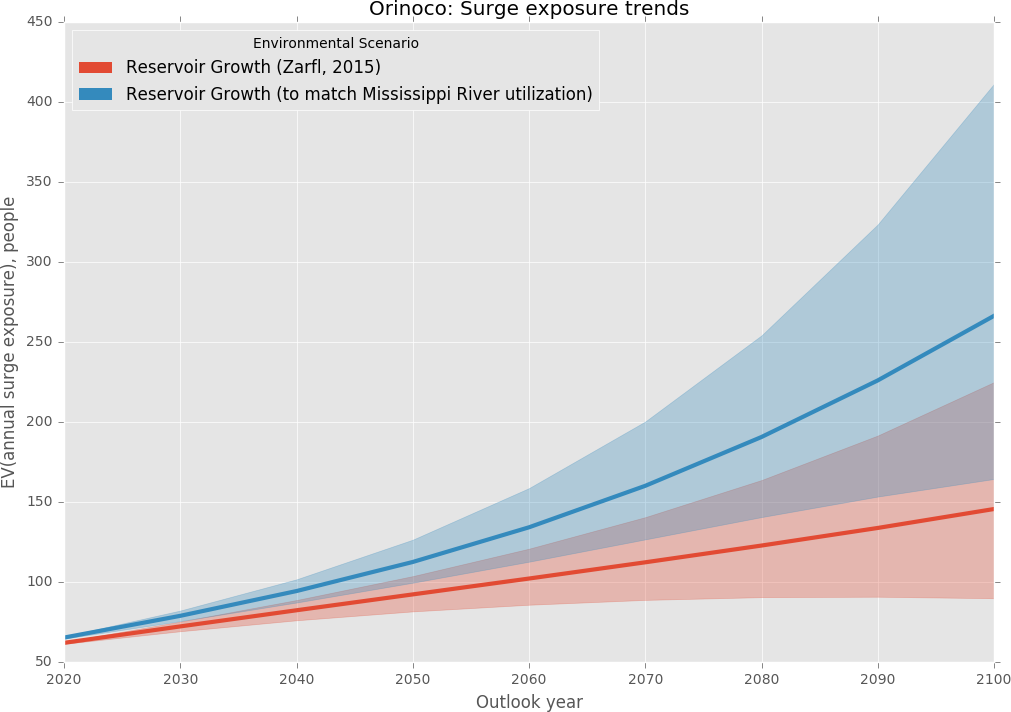 Orinoco: Surge exposure trends
Environmental Scenario
Reservoir Growth (Zarfl, 2015)
Reservoir Growth (to match Mississippi River utilization)
EV(annual surge exposure), people
450
400
350
300
250
200
150
100
50
2020 2030 2040 2050 2060 2070 2080 2090 2100
Outlook year